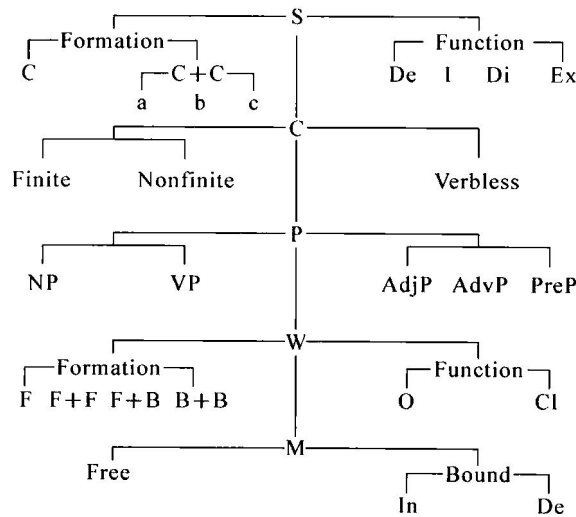 S
Formation Function
C C+C De I Di Ex
a b c
C
Finite Nonfinite Verbless
P
NP VP AdjP AdvP PreP
W
Formation Function
F F+F F+B B+B O Cl
M
Free Bound
In De